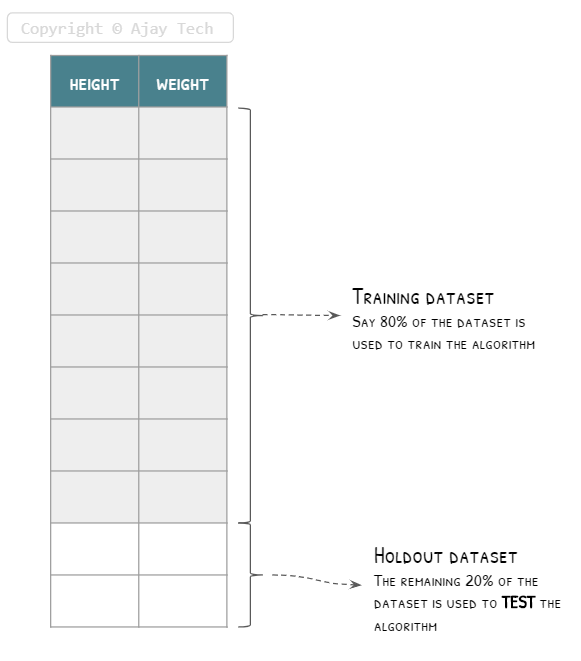 Copyright © Ajay Tech
HEIGHT WEIGHT
Training dataset
Say 80% of the dataset is
used to train the algorithm
Holdout dataset
The remaining 20% of the
dataset is used to TEST the
algorithm